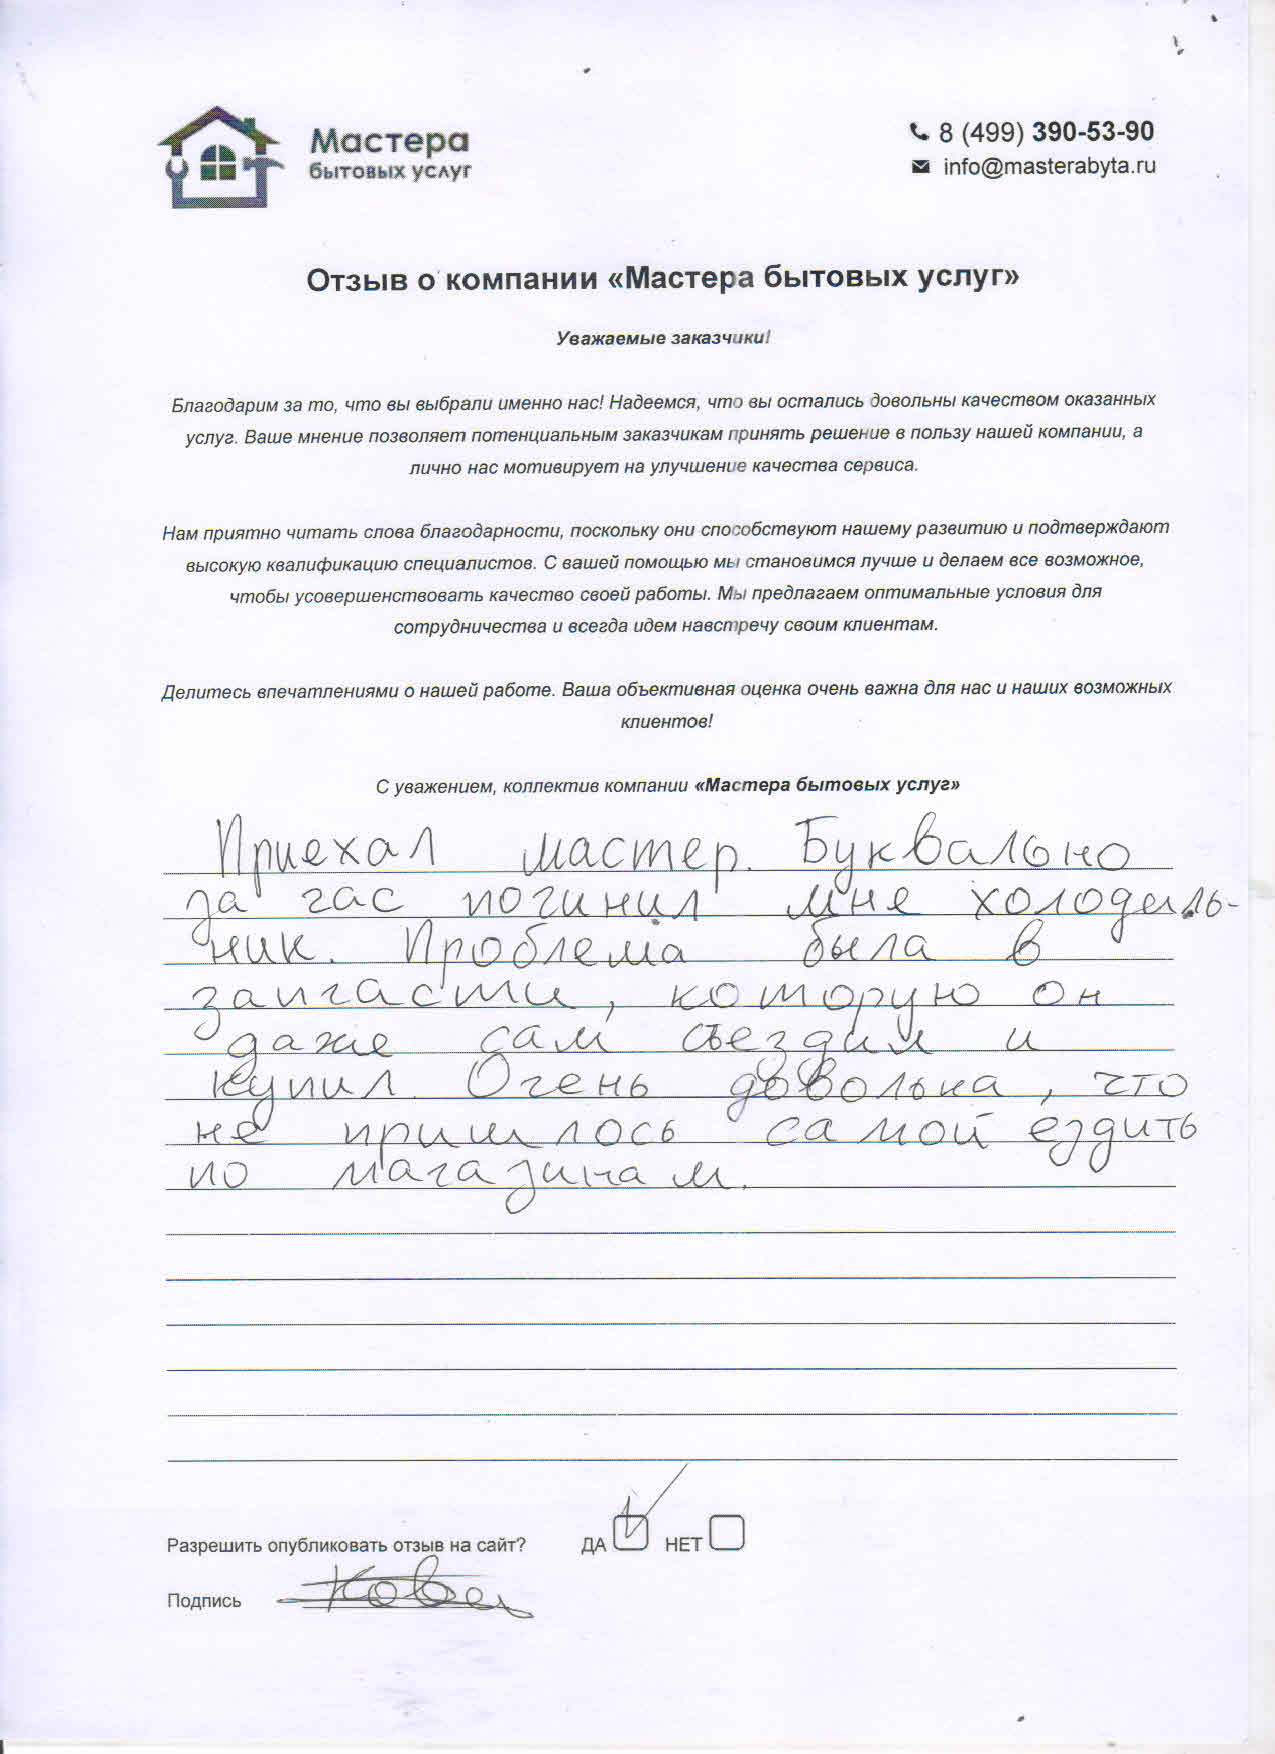 Мастера
бытовых услуг
8 (499) 390-53-90
info@masterabyta.ru
Отзыв о компании «Мастера бытовых услуг»
Уважаемые заказчики!
Благодарим за то, что вы выбрали именно нас! Надеемся, что вы остались довольны качеством оказанных
услуг. Ваше мнение позволяет потенциальным заказчикам принять решение в пользу нашей компании, а
лично нас мотивирует на улучшение качества сервиса.
Нам приятно читать слова благодарности, поскольку они способствуют нашему развитию и подтверждают
высокую квалификацию специалистов. С вашей помощью мы становимся лучше и делаем все возможное,
чтобы усовершенствовать качество своей работы. Мы предлагаем оптимальные условия для
сотрудничества и всегда идем навстречу своим клиентам.
Делитесь впечатлениями о нашей работе. Ваша объективная оценка очень важна для нас и наших возможных
клиентов!
С уважением, коллектив компании «Мастера бытовых услуг»
Приехал мастер. Буквально
за час починил мне холодиль-
ник. Проблема была в
запчасти, которую он
даже сам съездил и
купил. Очень довольна, что
не пришлось самой ездить
по магазинам.
Разрешить опубликовать отзыв на сайт? ДА НЕТ
Подпись